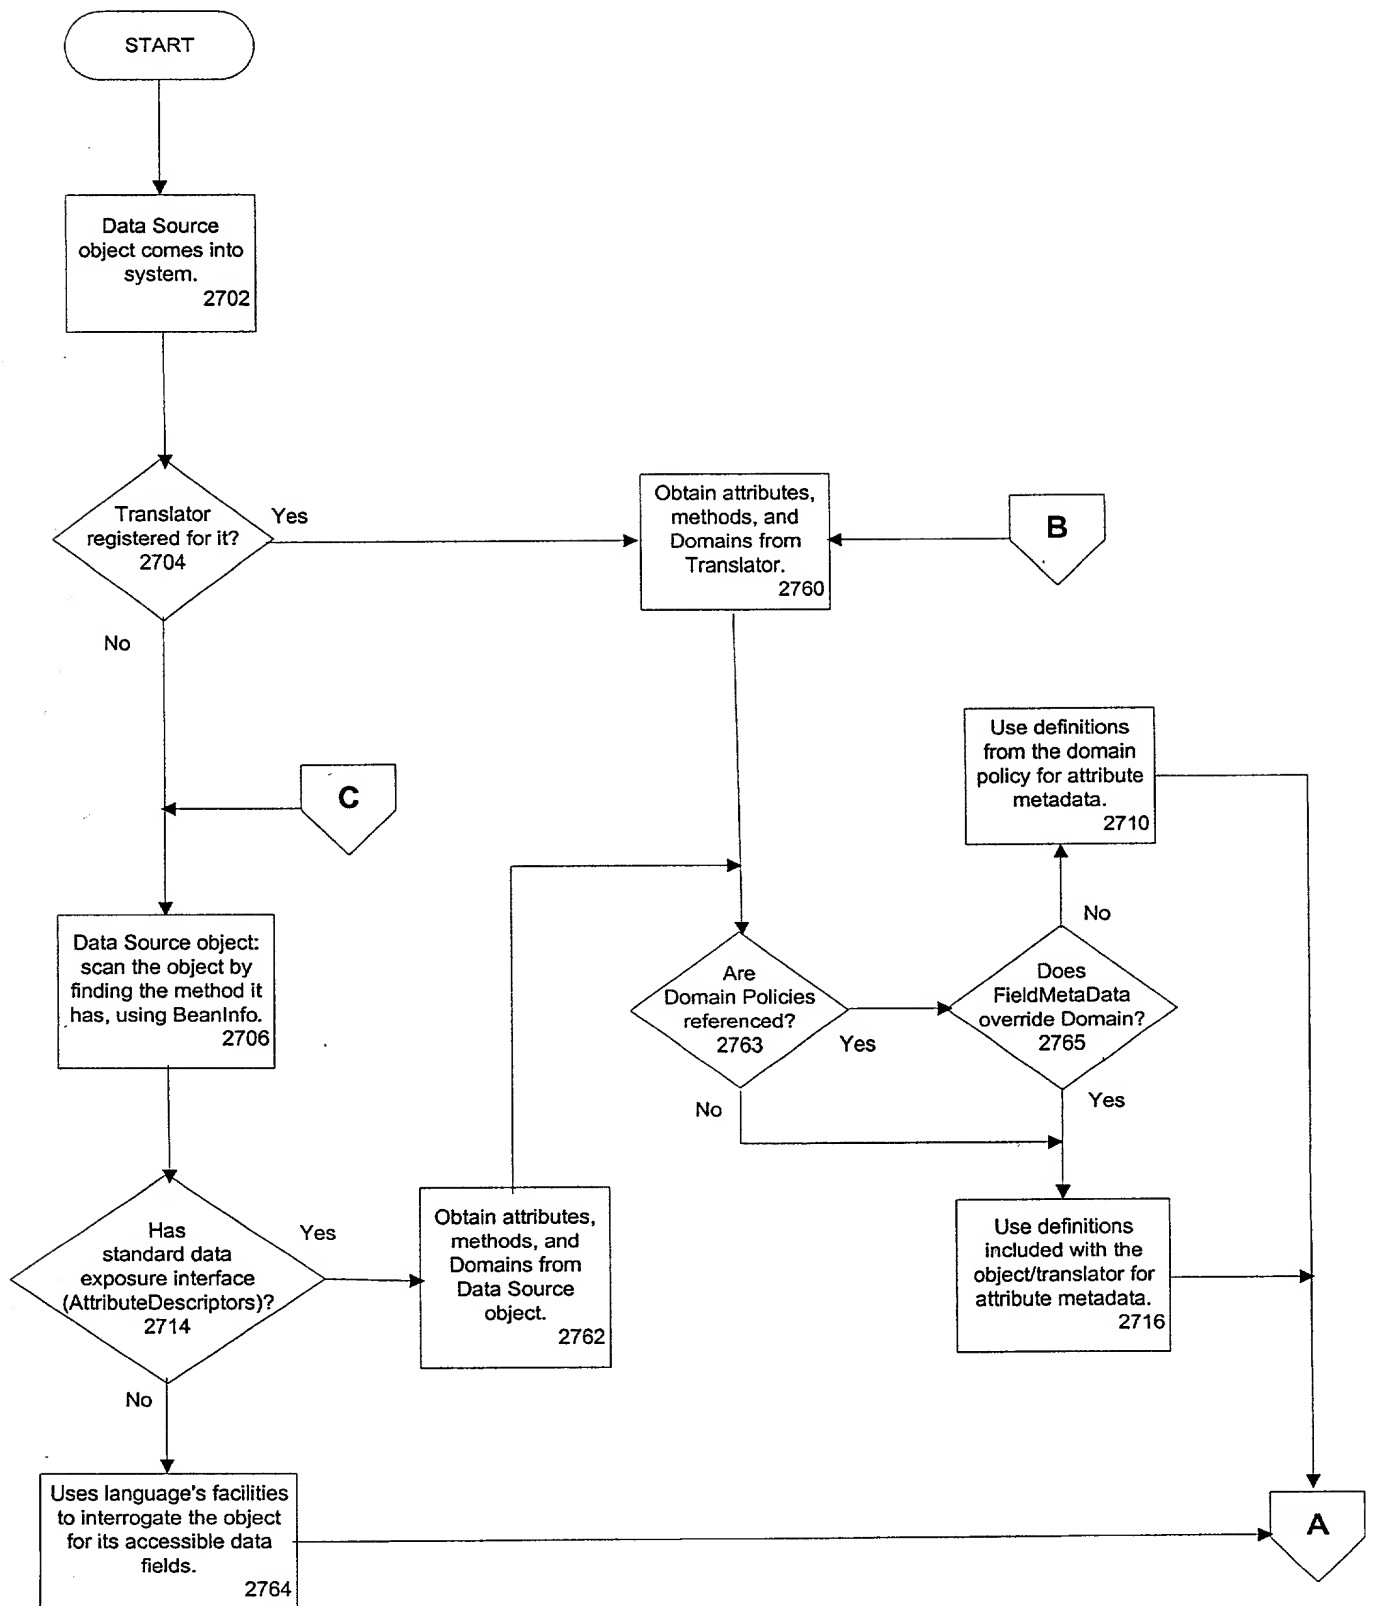 START
Data Source
object comes into
system.
2702
Translator
registered for it?
2704
Yes
No
Obtain attributes,
methods, and
Domains from
Translator.
2760
B
C
Use definitions
from the domain
policy for attribute
metadata.
2710
No
Data Source object:
scan the object by
finding the method it
has, using BeanInfo.
2706
Are
Domain Policies
referenced?
2763
Yes
No
Does
FieldMetaData
override Domain?
2765
Yes
Has
standard data
exposure interface
(AttributeDescriptors)?
2714
Yes
No
Obtain attributes,
methods, and
Domains from
Data Source
object.
2762
Use definitions
included with the
object/translator for
attribute metadata.
2716
Uses language's facilities
to interrogate the object
for its accessible data
fields.
2764
A